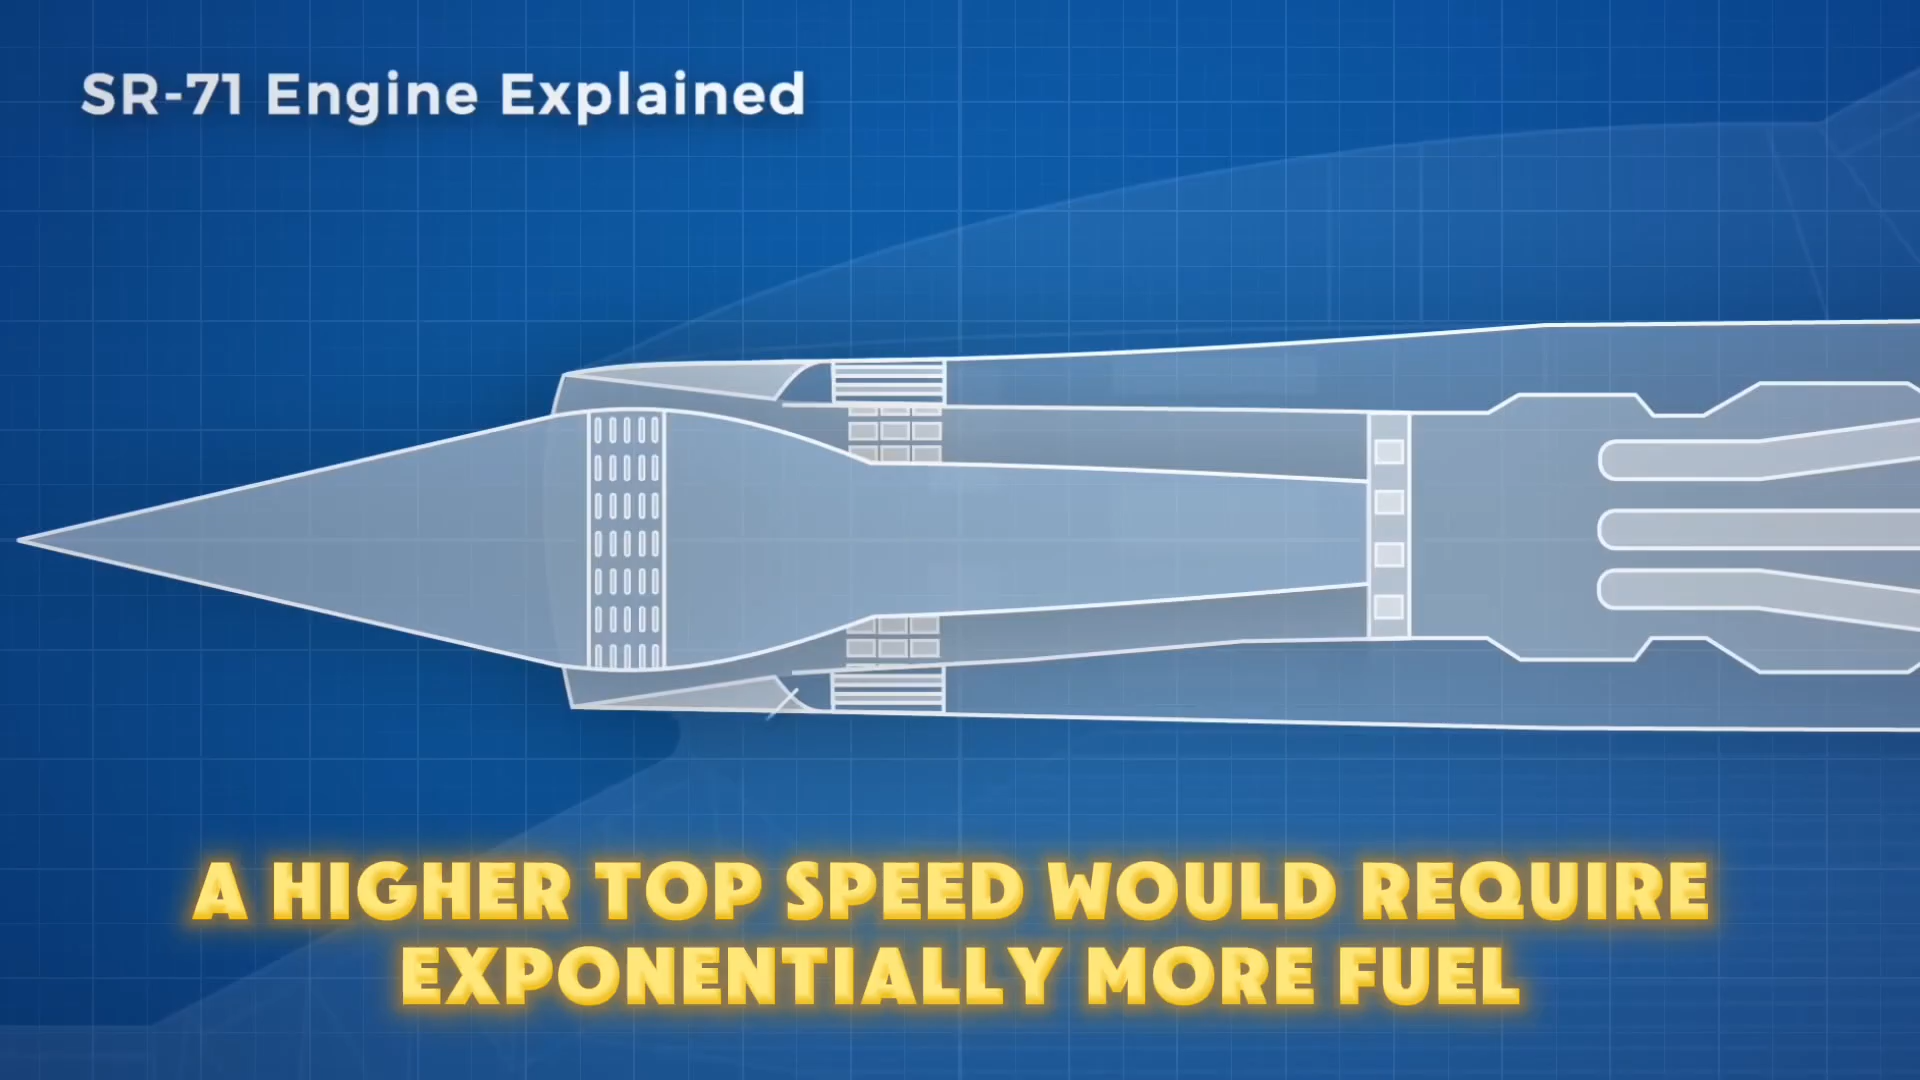 SR-71 Engine Explained
A HIGHER TOP SPEED WOULD REQUIRE
EXPONENTIALLY MORE FUEL